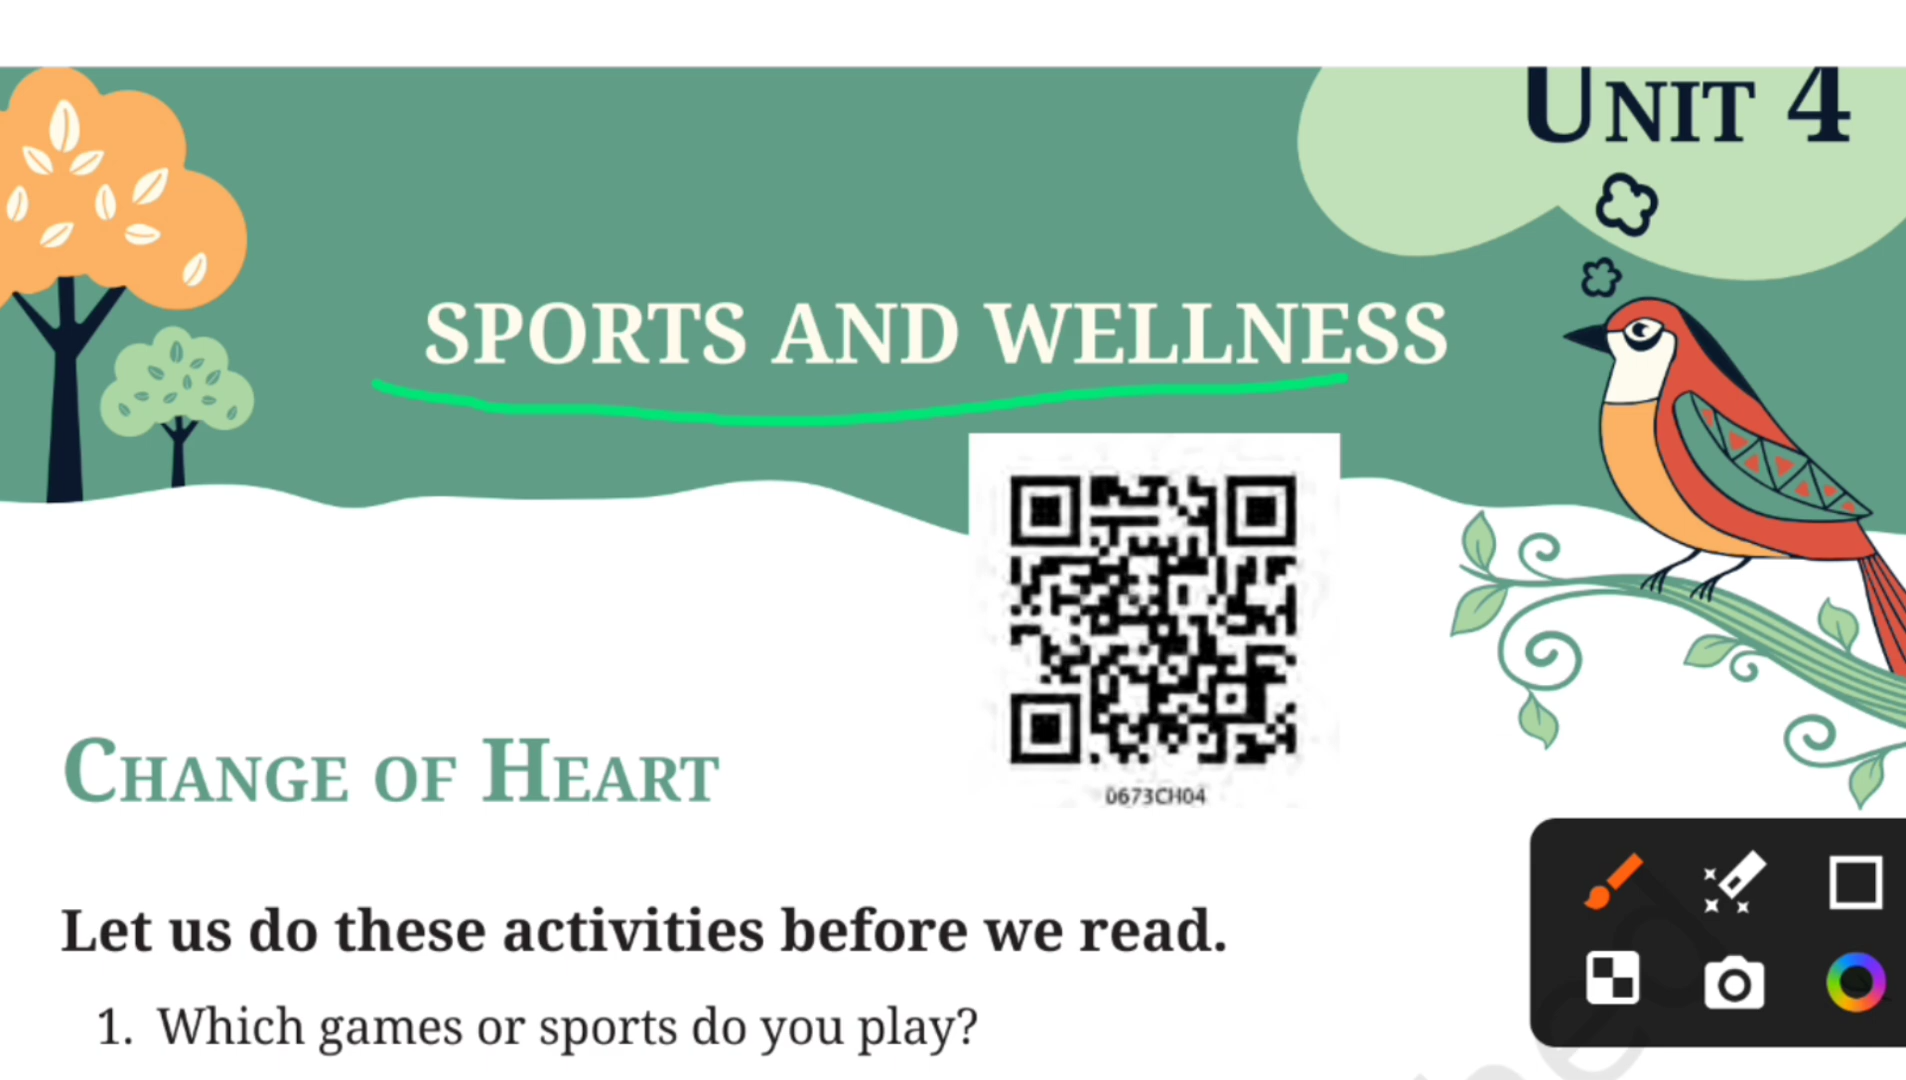 UNIT 4
SPORTS AND WELLNESS
0673CH04
CHANGE OF HEART
Let us do these activities before we read.
1. Which games or sports do you play?